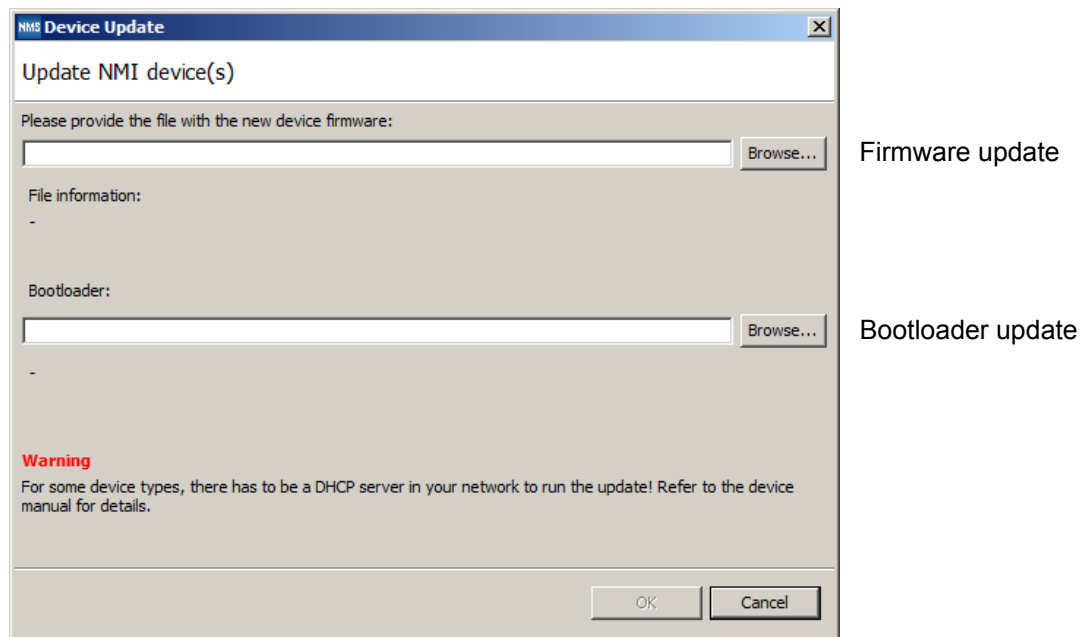 NMS Device Update
Update NMI device(s)
Please provide the file with the new device firmware:
Browse... Firmware update
File information:
-
Bootloader:
Browse... Bootloader update
-
Warning
For some device types, there has to be a DHCP server in your network to run the update! Refer to the device
manual for details.
OK Cancel